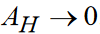 A_H → 0